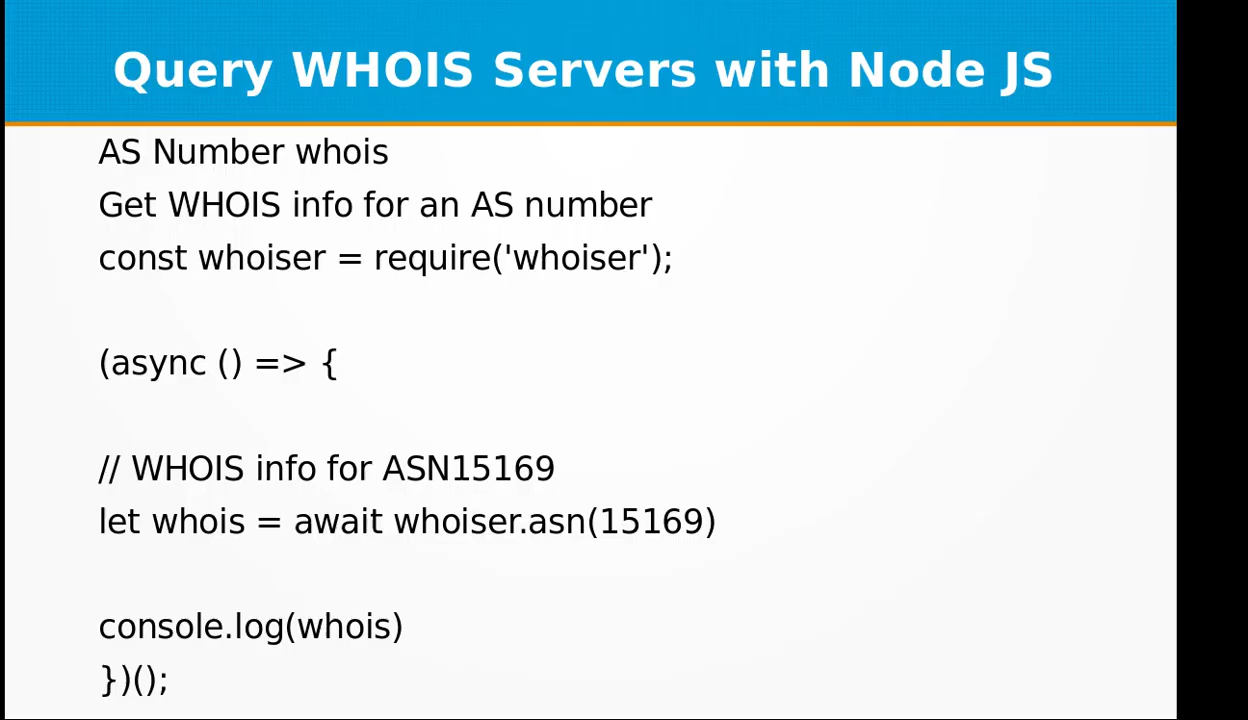 Query WHOIS Servers with Node JS
AS Number whois
Get WHOIS info for an AS number
const whoiser = require('whoiser');
(async () => {
// WHOIS info for ASN15169
let whois = await whoiser.asn(15169)
console.log(whois)
})();